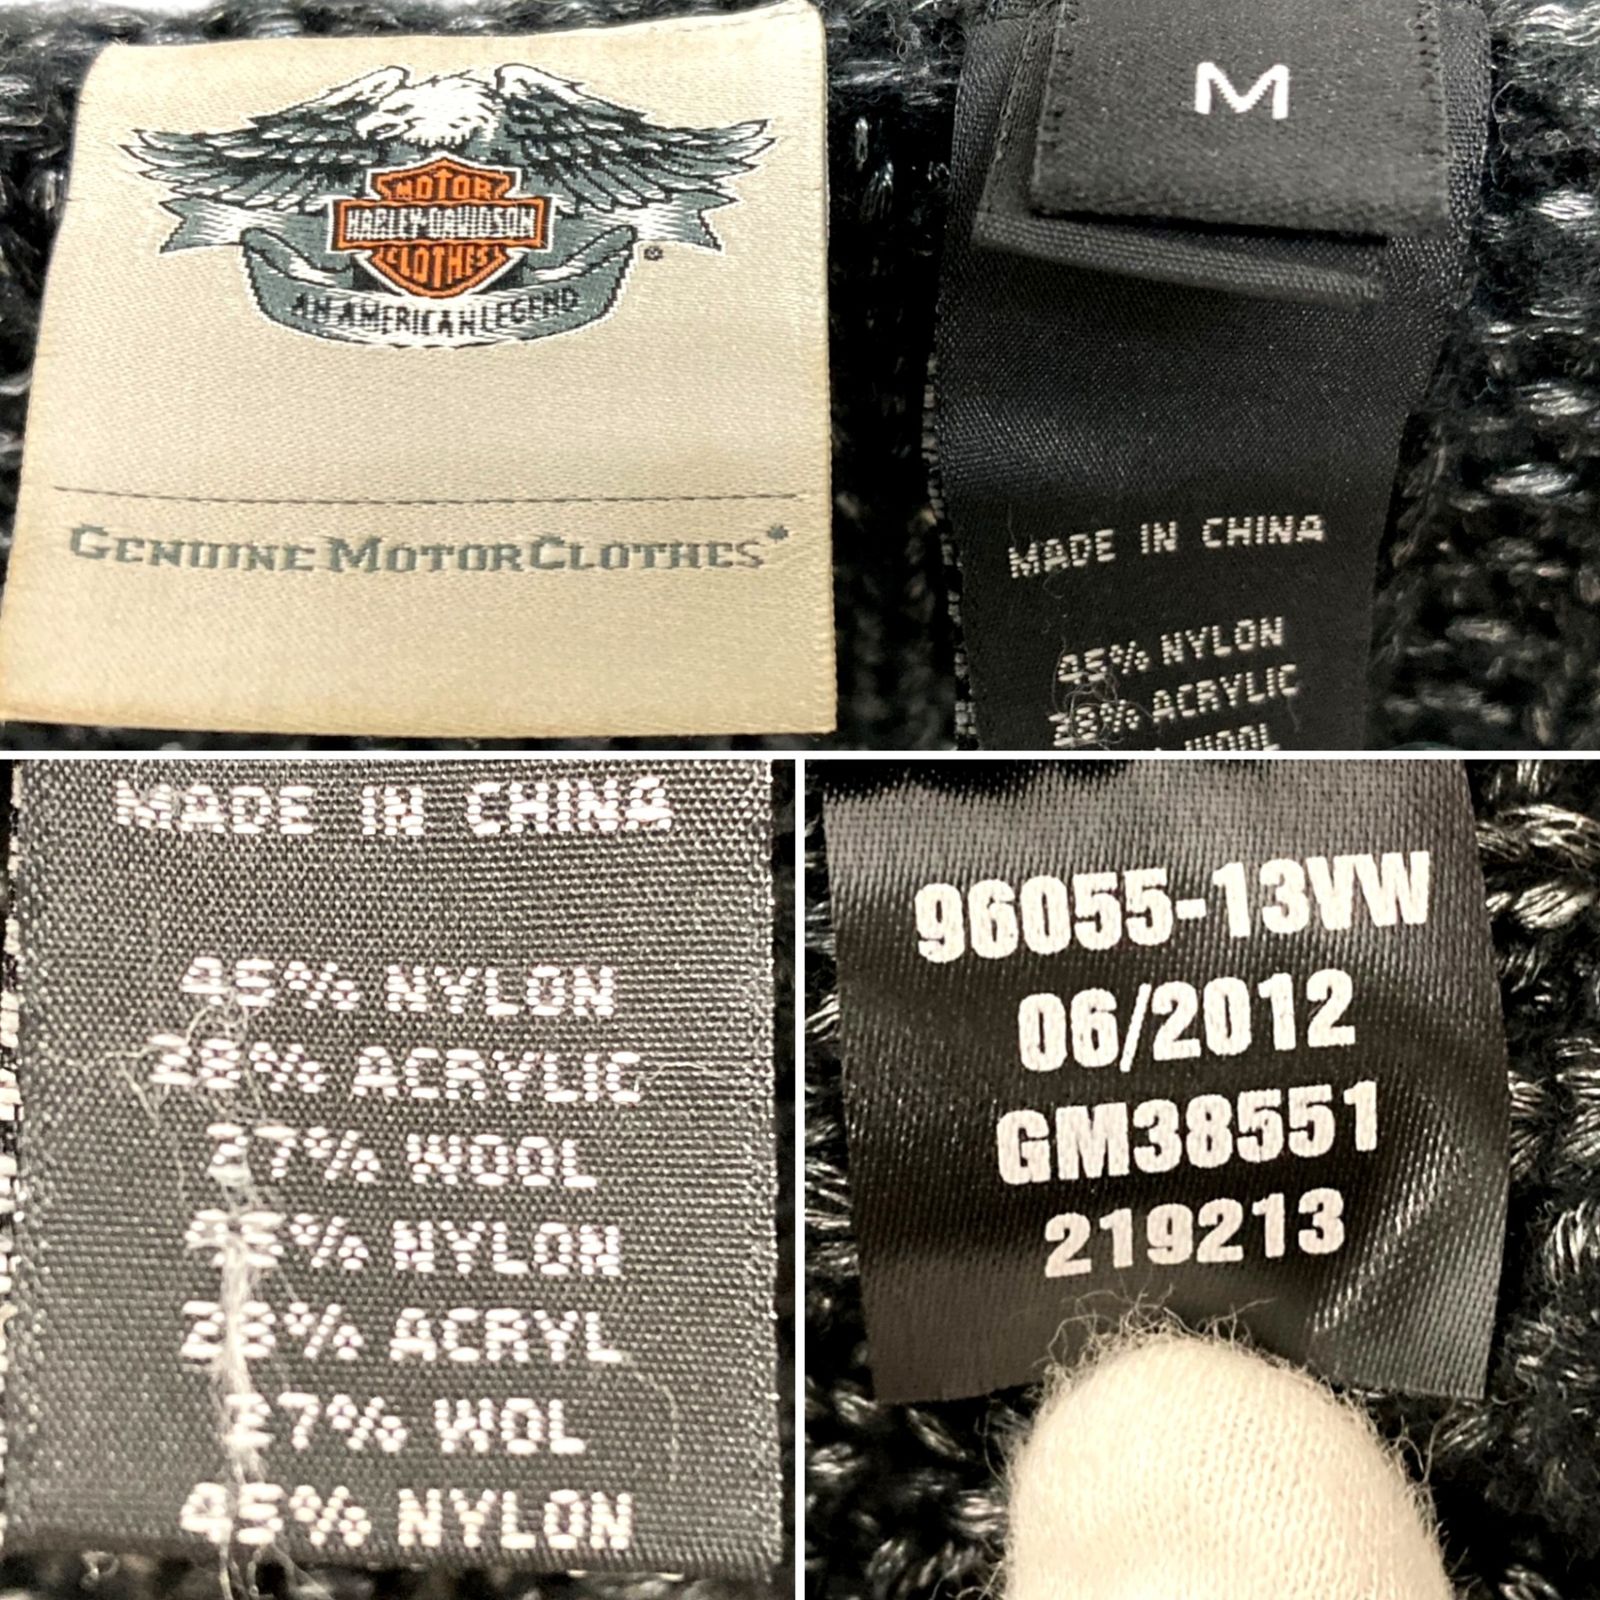 MOTOR
HARLEY-DAVIDSON
CLOTHES
®
AN AMERICAN LEGEND
GENUINE MOTORCLOTHES®
M
MADE IN CHINA
45% NYLON
28% ACRYLIC
WOOL
MADE IN CHINA
45% NYLON
28% ACRYLIC
27% WOOL
45% NYLON
28% ACRYL
27% WOL
45% NYLON
96055-13VW
06/2012
GM38551
219213